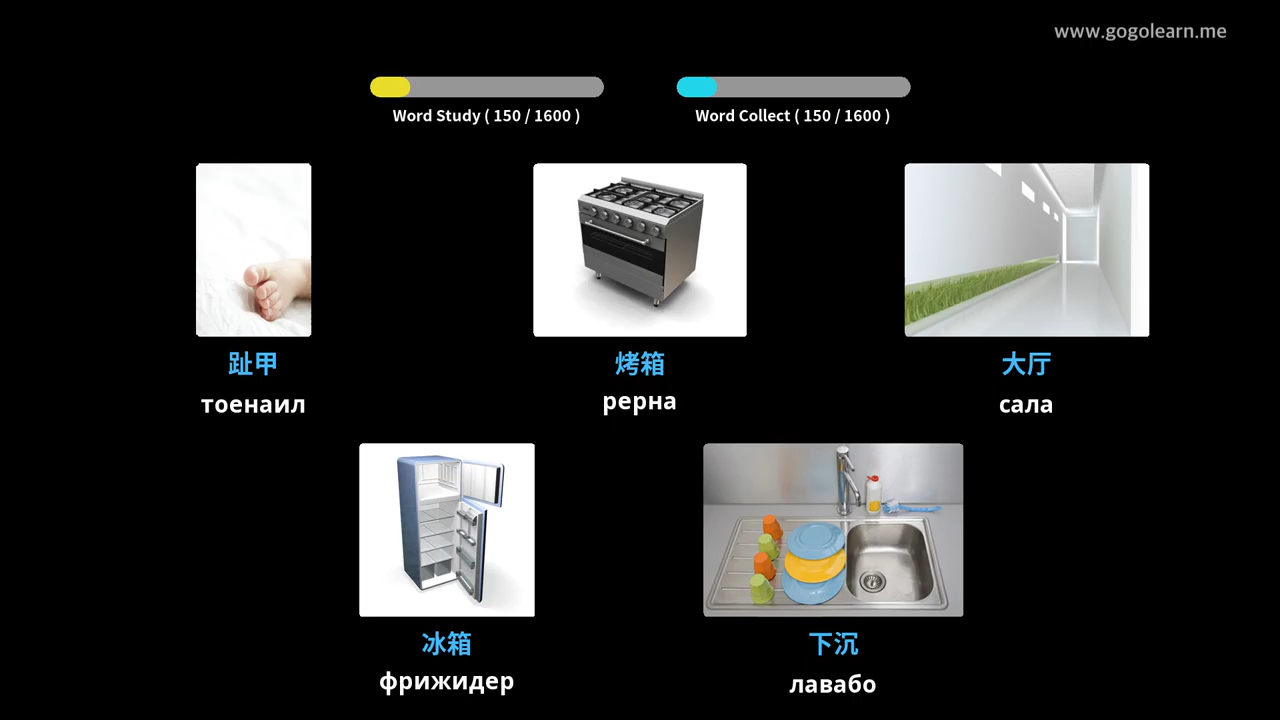 www.gogolearn.me
Word Study ( 150 / 1600 )
Word Collect ( 150 / 1600 )
趾甲
тоенаил
烤箱
рерна
大厅
сала
冰箱
фрижидер
下沉
лавабо